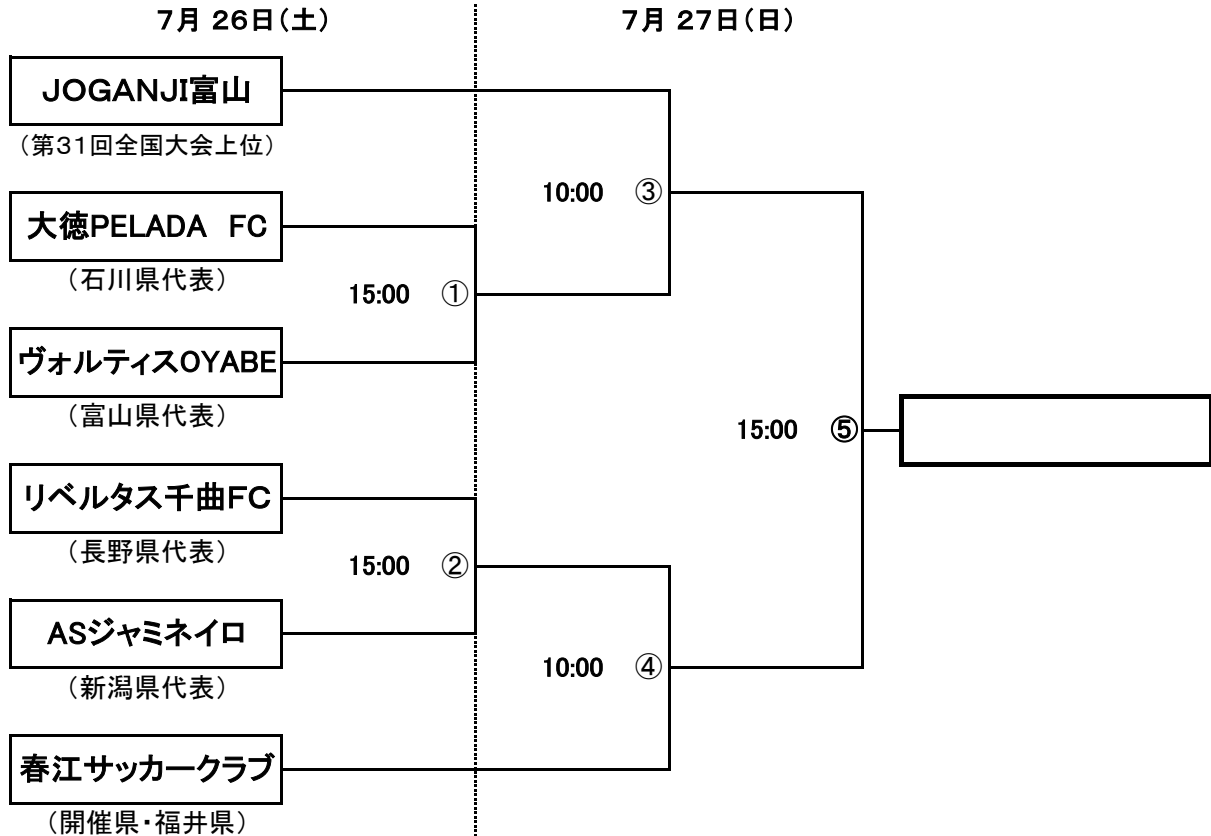 7月 26日（土）
7月 27日（日）
JOGANJI富山
（第31回全国大会上位）
10:00 ③
大徳PELADA　FC
（石川県代表）
15:00 ①
ヴォルティスOYABE
（富山県代表）
15:00 ⑤
リベルタス千曲FC
（長野県代表）
15:00 ②
ASジャミネイロ
（新潟県代表）
10:00 ④
春江サッカークラブ
（開催県・福井県）